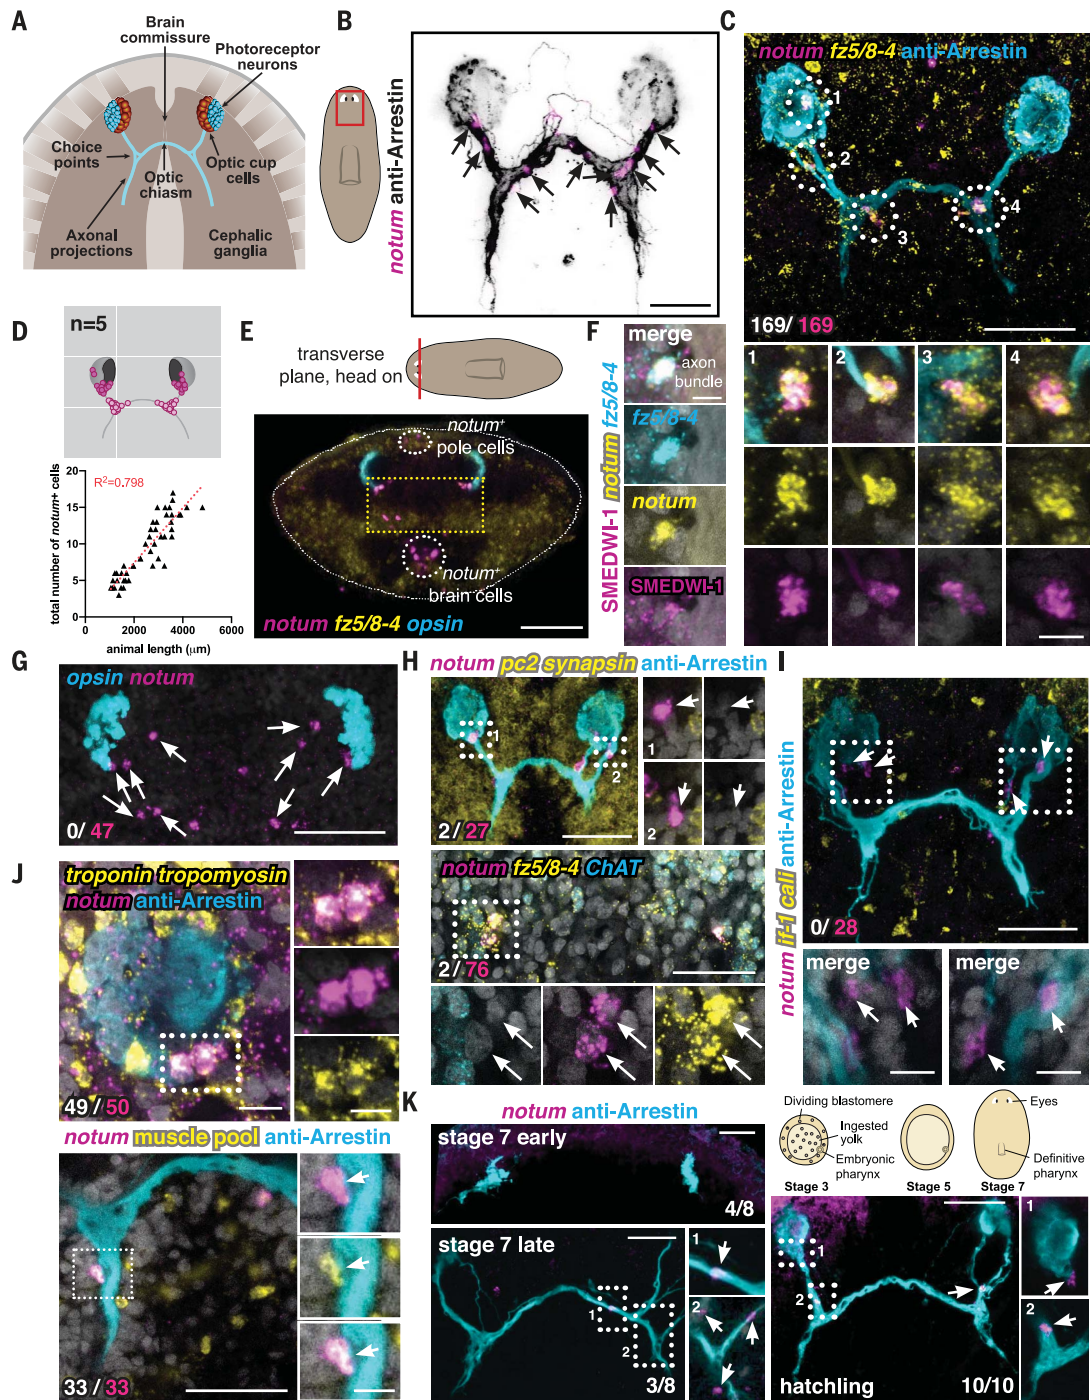 A
Brain
commissure
Photoreceptor
neurons
Choice
points
Optic
chiasm
Optic cup
cells
Axonal
projections
Cephalic
ganglia
B
notum anti-Arrestin
C
notum fz5/8-4 anti-Arrestin
1
2
3
4
169/ 169
1
2
3
4
D
n=5
total number of notum+ cells
20
15
10
5
0
R²=0.798
0
2000
4000
6000
animal length (μm)
E
transverse
plane, head on
notum+
pole cells
notum+
brain cells
notum fz5/8-4 opsin
F
SMEDWI-1 notum fz5/8-4
merge
axon
bundle
fz5/8-4
notum
SMEDWI-1
G
opsin notum
0/ 47
H
notum pc2 synapsin anti-Arrestin
1
2
2/ 27
1
2
notum fz5/8-4 ChAT
2/ 76
I
notum if-1 cali anti-Arrestin
0/ 28
merge
merge
J
troponin tropomyosin
notum anti-Arrestin
49 / 50
notum muscle pool anti-Arrestin
33 / 33
K
notum anti-Arrestin
stage 7 early
4/8
stage 7 late
1
2
3/8
1
2
Dividing blastomere
Ingested
yolk
Embryonic
pharynx
Eyes
Definitive
pharynx
Stage 3
Stage 5
Stage 7
1
2
hatchling
10/10
1
2